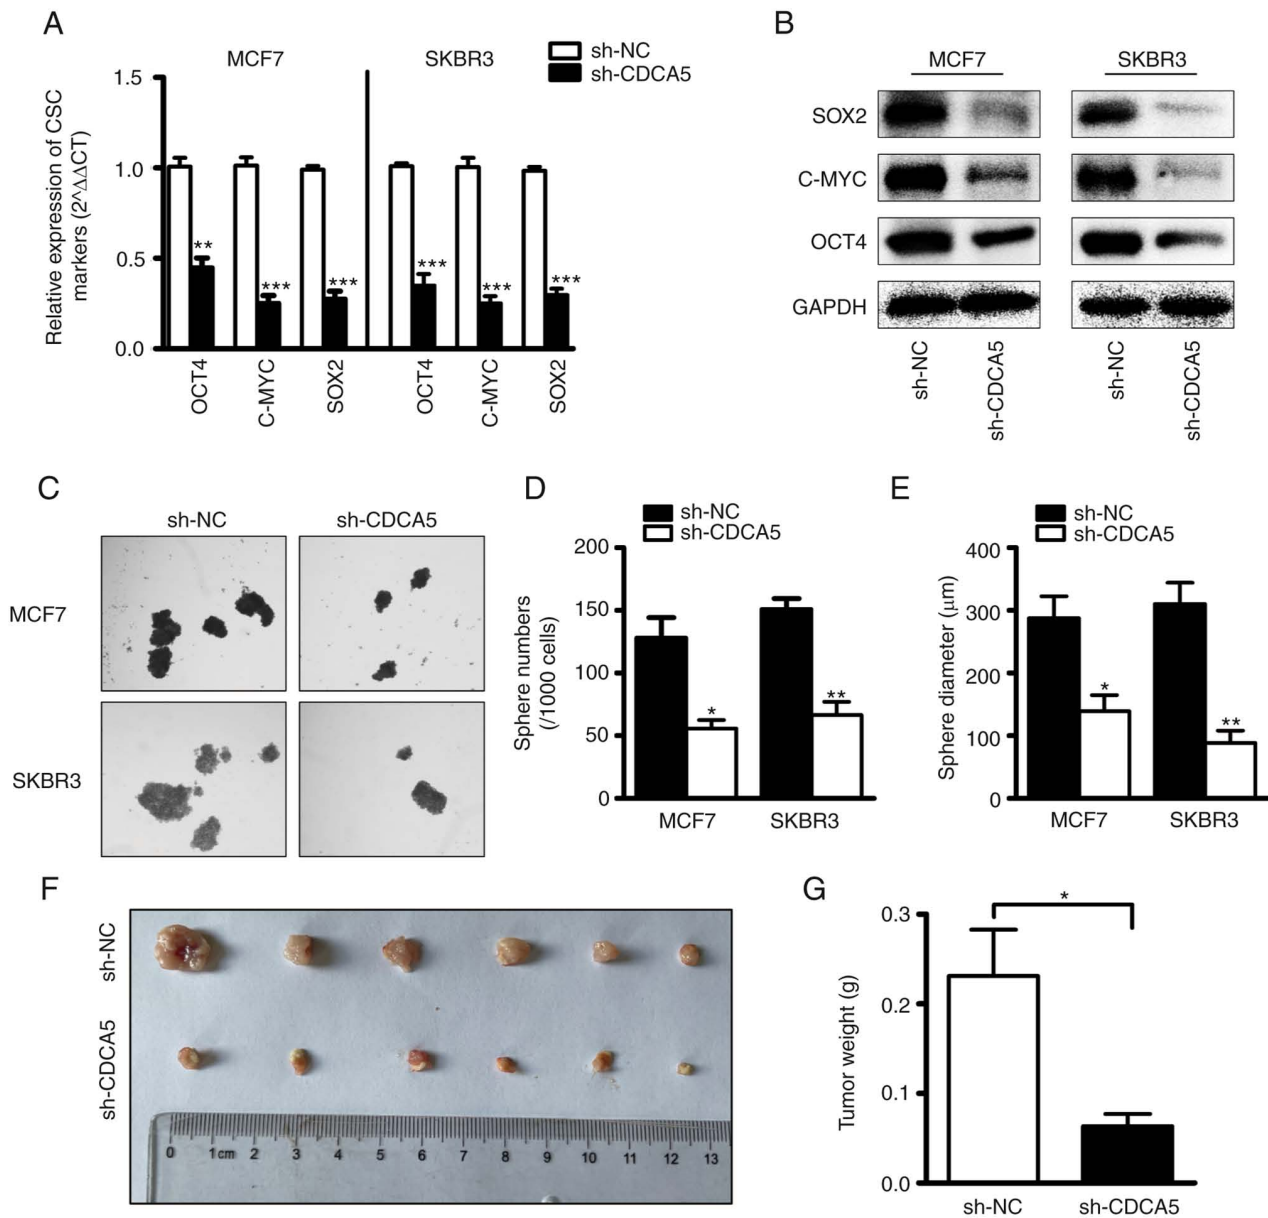 A
MCF7
SKBR3
sh-NC
sh-CDCA5
Relative expression of CSC
markers (2^ΔΔCT)
1.5
1.0
0.5
0.0
**
***
***
***
***
***
OCT4
C-MYC
SOX2
OCT4
C-MYC
SOX2
B
MCF7
SKBR3
SOX2
C-MYC
OCT4
GAPDH
sh-NC
sh-CDCA5
sh-NC
sh-CDCA5
C
sh-NC
sh-CDCA5
MCF7
SKBR3
D
sh-NC
sh-CDCA5
Sphere numbers
(/1000 cells)
200
150
100
50
0
*
**
MCF7
SKBR3
E
sh-NC
sh-CDCA5
Sphere diameter (μm)
400
300
200
100
0
*
**
MCF7
SKBR3
F
sh-NC
sh-CDCA5
0 1cm 2 3 4 5 6 7 8 9 10 11 12 13
G
Tumor weight (g)
0.3
0.2
0.1
0.0
*
sh-NC
sh-CDCA5